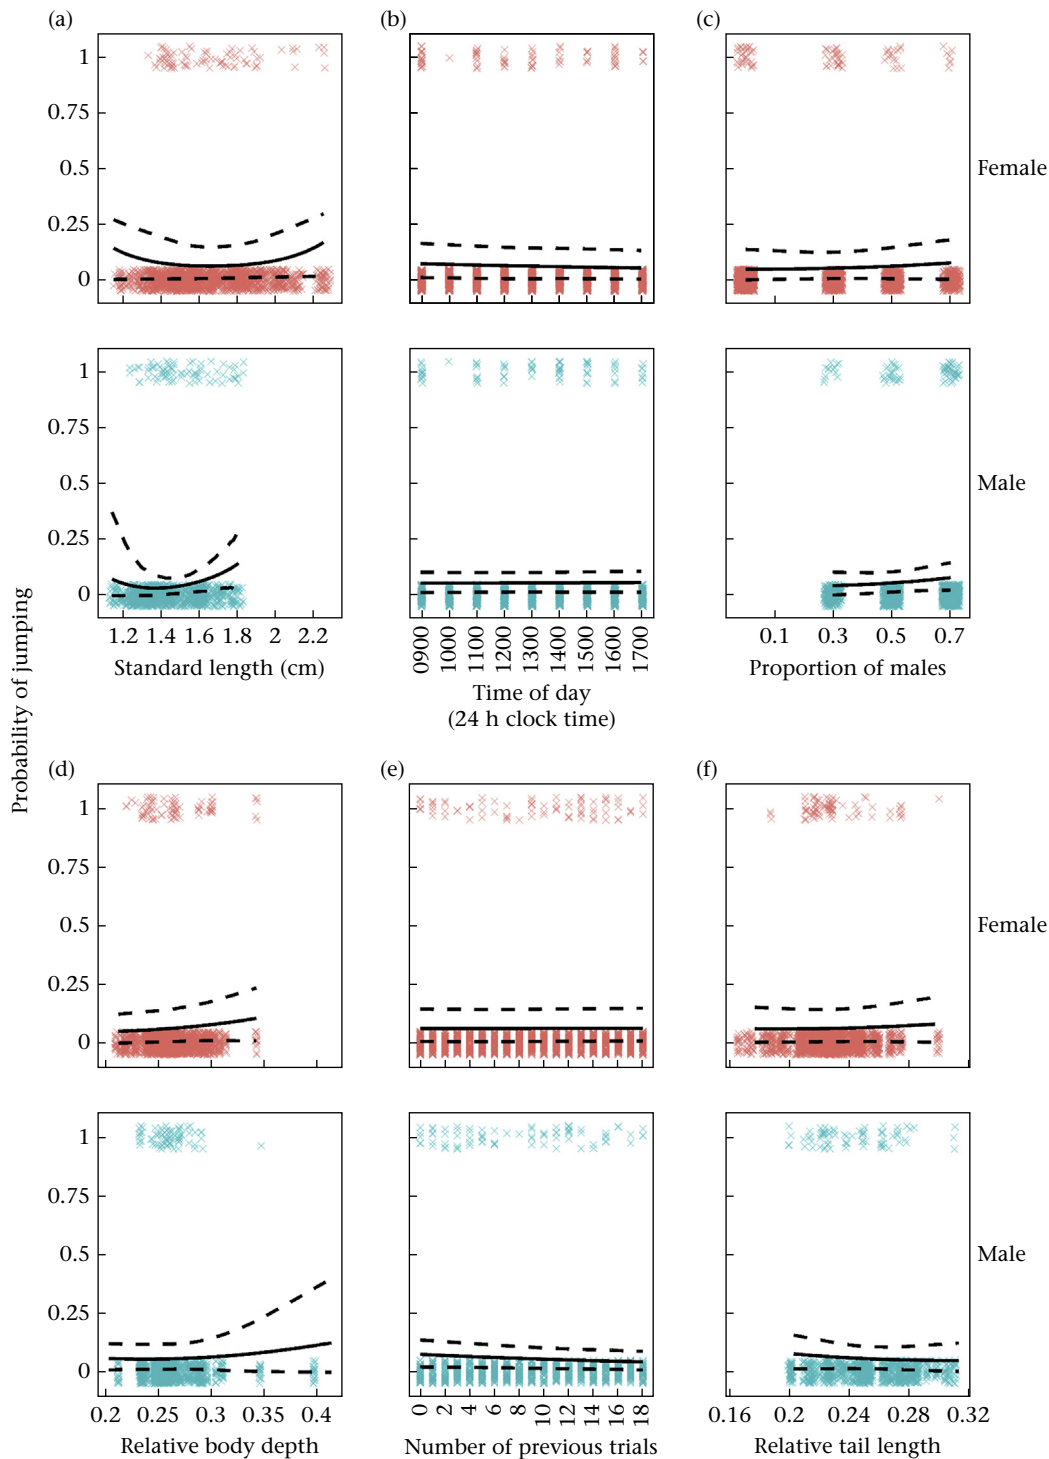 (a)
(b)
(c)
1
0.75
0.5
0.25
0
Female
1
0.75
0.5
0.25
0
Male
1.2 1.4 1.6 1.8 2 2.2
0900 1000 1100 1200 1300 1400 1500 1600 1700
0.1 0.3 0.5 0.7
Standard length (cm)
Time of day
(24 h clock time)
Proportion of males
Probability of jumping
(d)
(e)
(f)
1
0.75
0.5
0.25
0
Female
1
0.75
0.5
0.25
0
Male
0.2 0.25 0.3 0.35 0.4
0 2 4 6 8 10 12 14 16 18
0.16 0.2 0.24 0.28 0.32
Relative body depth
Number of previous trials
Relative tail length